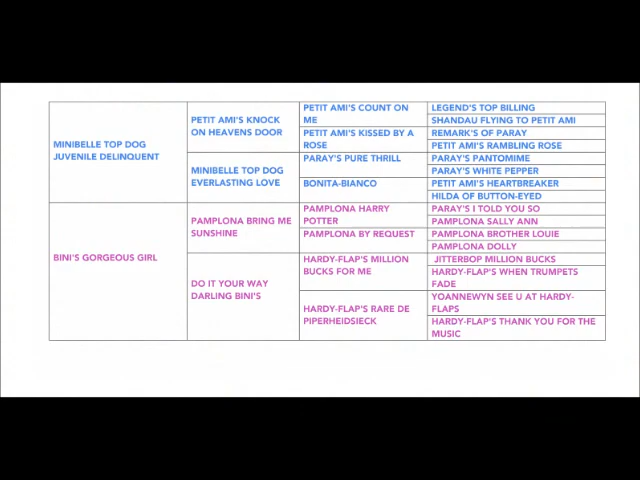 MINIBELLE TOP DOG
JUVENILE DELINQUENT
PETIT AMI'S KNOCK
ON HEAVENS DOOR
PETIT AMI'S COUNT ON
ME
LEGEND'S TOP BILLING
SHANDAU FLYING TO PETIT AMI
PETIT AMI'S KISSED BY A
ROSE
REMARK'S OF PARAY
PETIT AMI'S RAMBLING ROSE
MINIBELLE TOP DOG
EVERLASTING LOVE
PARAY'S PURE THRILL
PARAY'S PANTOMIME
PARAY'S WHITE PEPPER
BONITA-BIANCO
PETIT AMI'S HEARTBREAKER
HILDA OF BUTTON-EYED
BINI'S GORGEOUS GIRL
PAMPLONA BRING ME
SUNSHINE
PAMPLONA HARRY
POTTER
PARAY'S I TOLD YOU SO
PAMPLONA SALLY ANN
PAMPLONA BY REQUEST
PAMPLONA BROTHER LOUIE
PAMPLONA DOLLY
DO IT YOUR WAY
DARLING BINI'S
HARDY-FLAP'S MILLION
BUCKS FOR ME
JITTERBOP MILLION BUCKS
HARDY-FLAP'S WHEN TRUMPETS
FADE
HARDY-FLAP'S RARE DE
PIPERHEIDSIECK
YOANNEWYN SEE U AT HARDY-
FLAPS
HARDY-FLAP'S THANK YOU FOR THE
MUSIC